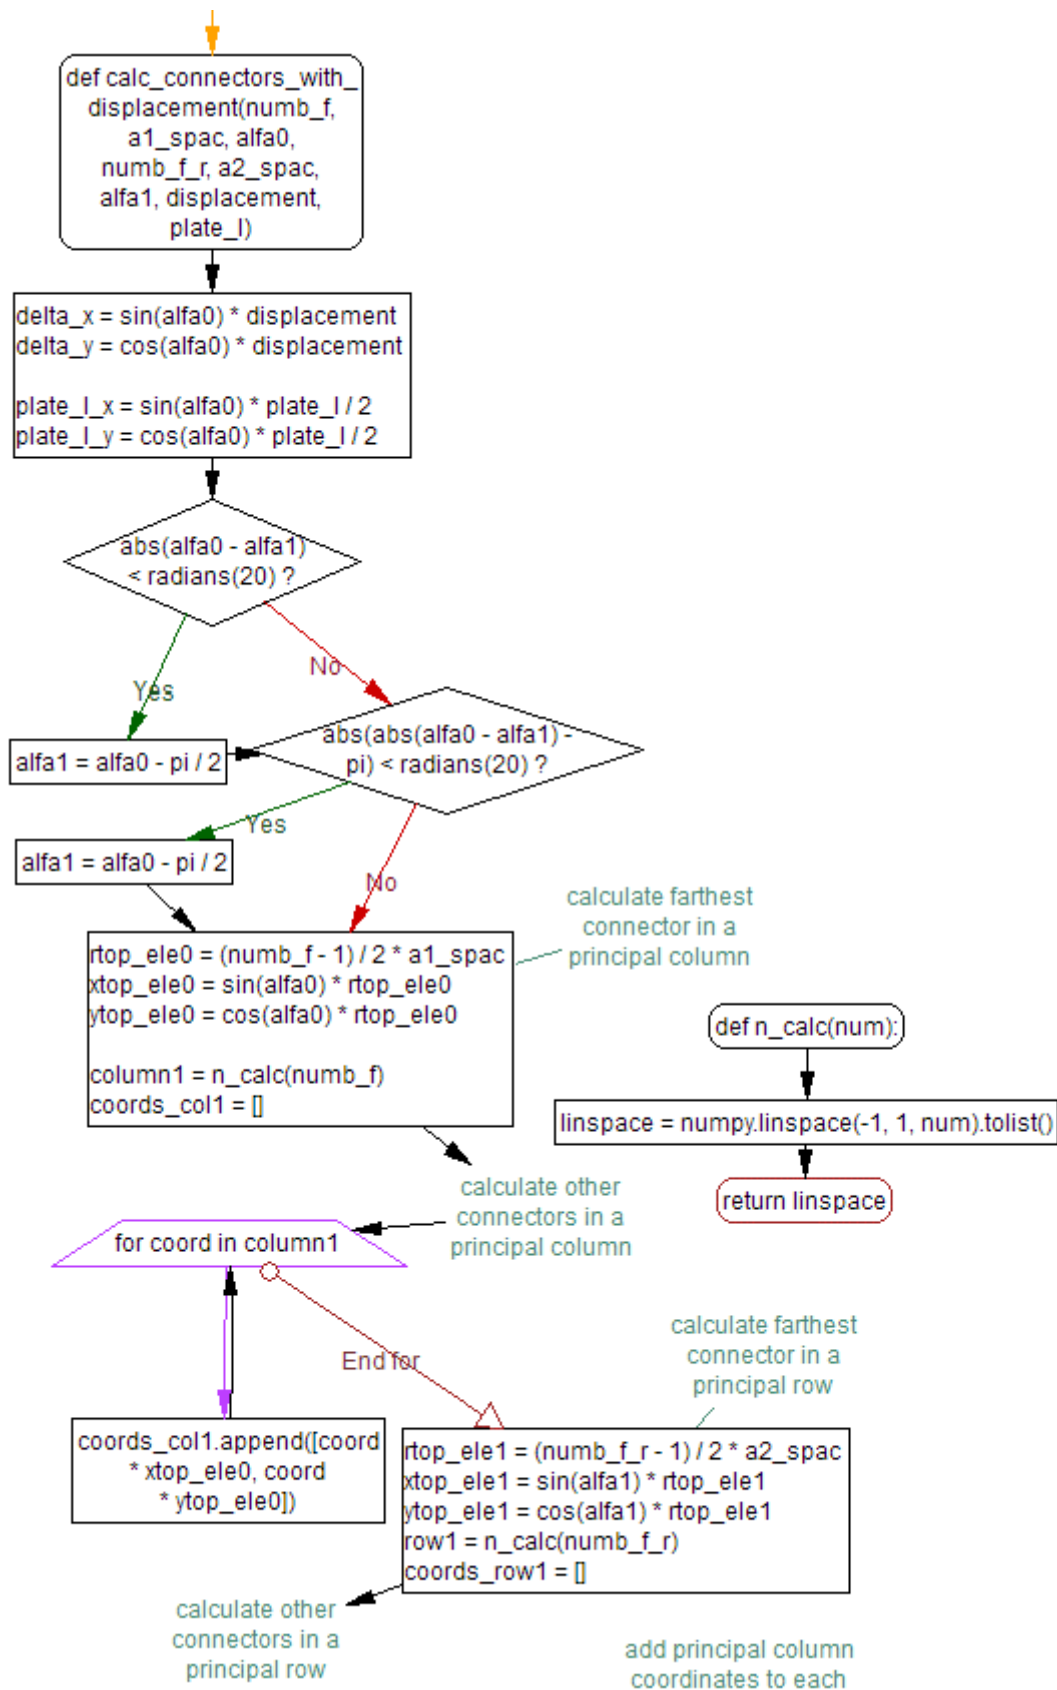 def calc_connectors_with_
displacement(numb_f,
a1_spac, alfa0,
numb_f_r, a2_spac,
alfa1, displacement,
plate_l)
delta_x = sin(alfa0) * displacement
delta_y = cos(alfa0) * displacement
plate_l_x = sin(alfa0) * plate_l / 2
plate_l_y = cos(alfa0) * plate_l / 2
abs(alfa0 - alfa1)
< radians(20) ?
No
Yes
abs(abs(alfa0 - alfa1) -
pi) < radians(20) ?
alfa1 = alfa0 - pi / 2
Yes
alfa1 = alfa0 - pi / 2
No
calculate farthest
connector in a
principal column
rtop_ele0 = (numb_f - 1) / 2 * a1_spac
xtop_ele0 = sin(alfa0) * rtop_ele0
ytop_ele0 = cos(alfa0) * rtop_ele0
column1 = n_calc(numb_f)
coords_col1 = []
def n_calc(num):
linspace = numpy.linspace(-1, 1, num).tolist()
return linspace
calculate other
connectors in a
principal column
for coord in column1
End for
calculate farthest
connector in a
principal row
coords_col1.append([coord
* xtop_ele0, coord
* ytop_ele0])
rtop_ele1 = (numb_f_r - 1) / 2 * a2_spac
xtop_ele1 = sin(alfa1) * rtop_ele1
ytop_ele1 = cos(alfa1) * rtop_ele1
row1 = n_calc(numb_f_r)
coords_row1 = []
calculate other
connectors in a
principal row
add principal column
coordinates to each